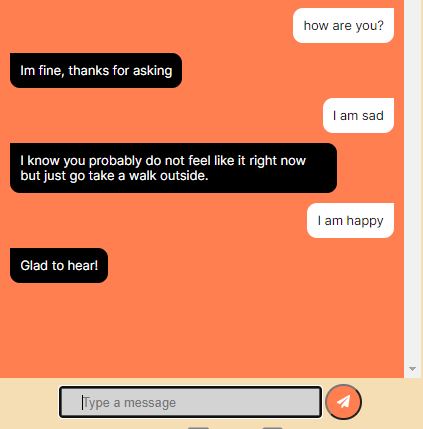 how are you?
Im fine, thanks for asking
I am sad
I know you probably do not feel like it right now
but just go take a walk outside.
I am happy
Glad to hear!
Type a message